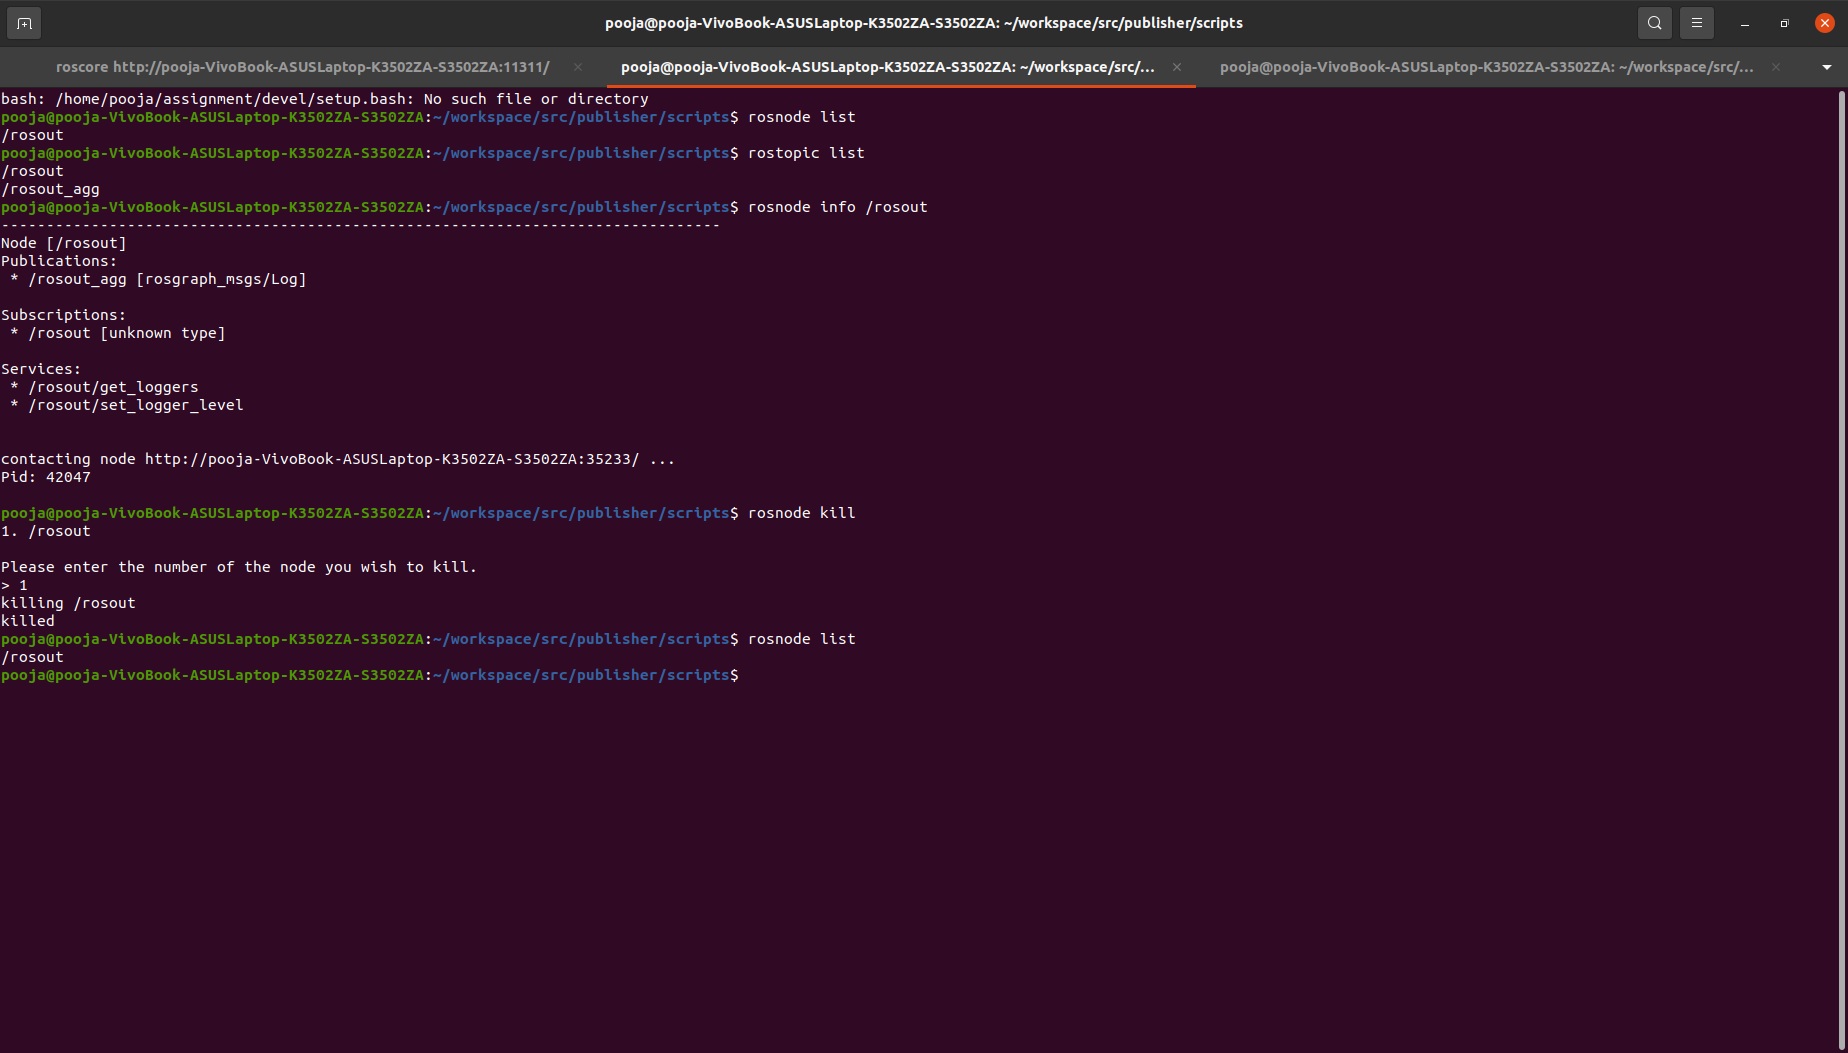 pooja@pooja-VivoBook-ASUSLaptop-K3502ZA-S3502ZA: ~/workspace/src/publisher/scripts
roscore http://pooja-VivoBook-ASUSLaptop-K3502ZA-S3502ZA:11311/
pooja@pooja-VivoBook-ASUSLaptop-K3502ZA-S3502ZA: ~/workspace/src/...
pooja@pooja-VivoBook-ASUSLaptop-K3502ZA-S3502ZA: ~/workspace/src/...
bash: /home/pooja/assignment/devel/setup.bash: No such file or directory
pooja@pooja-VivoBook-ASUSLaptop-K3502ZA-S3502ZA:~/workspace/src/publisher/scripts$ rosnode list
/rosout
pooja@pooja-VivoBook-ASUSLaptop-K3502ZA-S3502ZA:~/workspace/src/publisher/scripts$ rostopic list
/rosout
/rosout_agg
pooja@pooja-VivoBook-ASUSLaptop-K3502ZA-S3502ZA:~/workspace/src/publisher/scripts$ rosnode info /rosout
--------------------------------------------------------------------------------
Node [/rosout]
Publications:
 * /rosout_agg [rosgraph_msgs/Log]
Subscriptions:
 * /rosout [unknown type]
Services:
 * /rosout/get_loggers
 * /rosout/set_logger_level
contacting node http://pooja-VivoBook-ASUSLaptop-K3502ZA-S3502ZA:35233/ ...
Pid: 42047
pooja@pooja-VivoBook-ASUSLaptop-K3502ZA-S3502ZA:~/workspace/src/publisher/scripts$ rosnode kill
1. /rosout
Please enter the number of the node you wish to kill.
> 1
killing /rosout
killed
pooja@pooja-VivoBook-ASUSLaptop-K3502ZA-S3502ZA:~/workspace/src/publisher/scripts$ rosnode list
/rosout
pooja@pooja-VivoBook-ASUSLaptop-K3502ZA-S3502ZA:~/workspace/src/publisher/scripts$